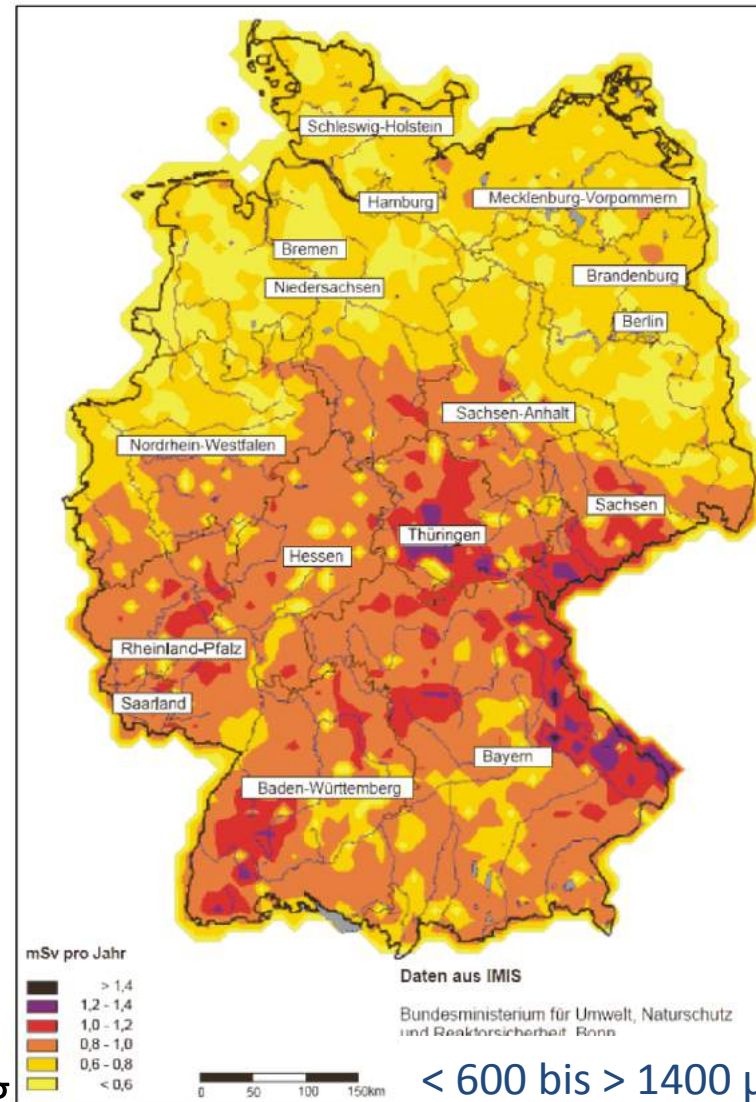 Schleswig-Holstein
Hamburg
Mecklenburg-Vorpommern
Bremen
Niedersachsen
Brandenburg
Berlin
Sachsen-Anhalt
Nordrhein-Westfalen
Sachsen
Thüringen
Hessen
Rheinland-Pfalz
Saarland
Bayern
Baden-Württemberg
mSv pro Jahr
> 1,4
1,2 - 1,4
1,0 - 1,2
0,8 - 1,0
0,6 - 0,8
< 0,6
0 50 100 150km
Daten aus IMIS
Bundesministerium für Umwelt, Naturschutz
und Reaktorsicherheit, Bonn
< 600 bis > 1400 µ